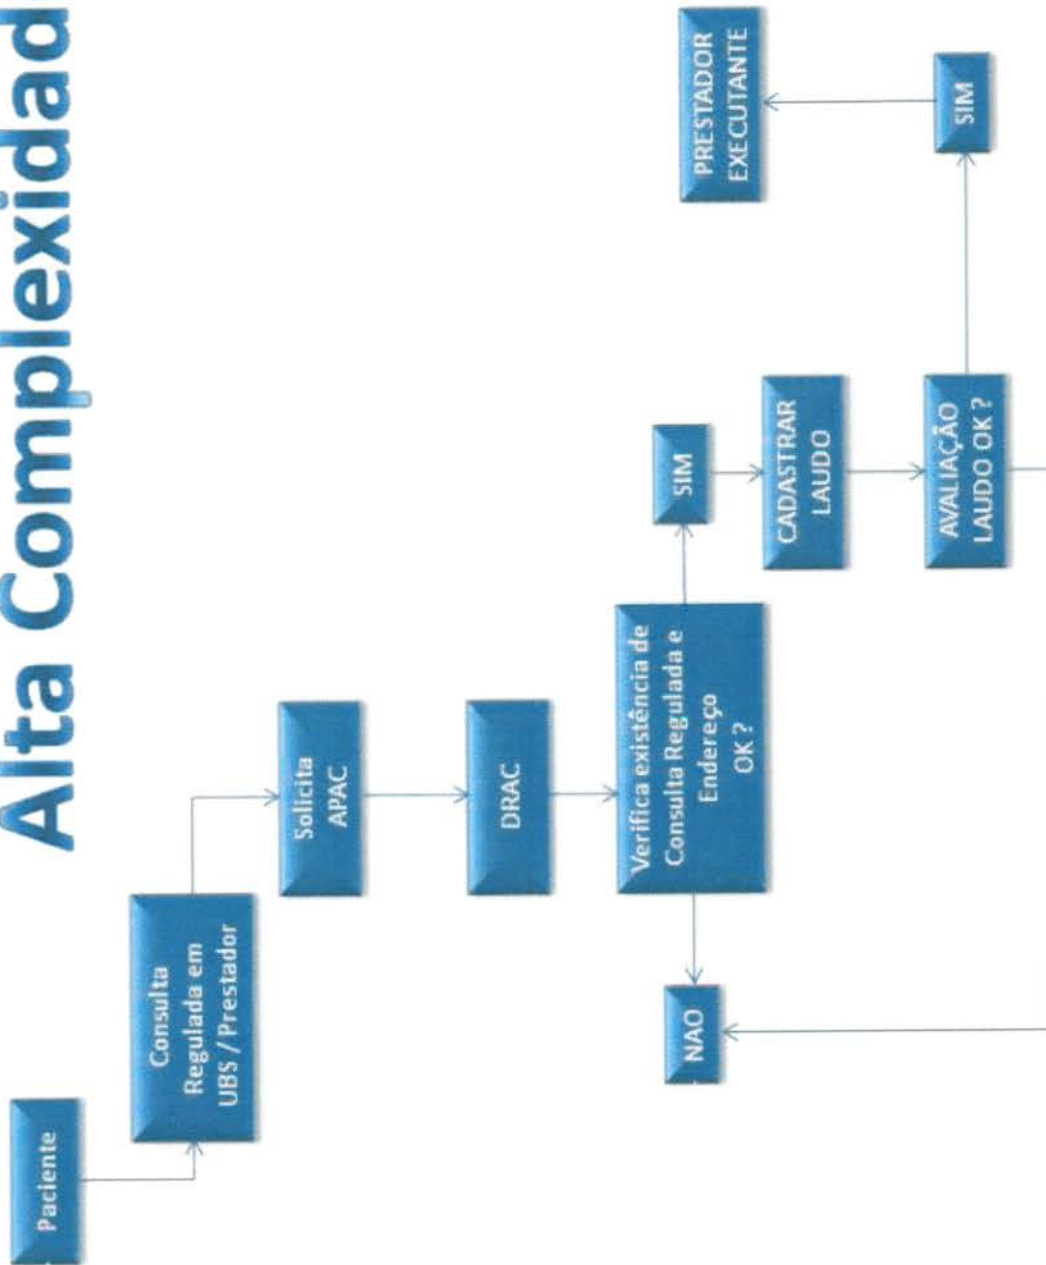 Alta Complexidad
Paciente
Consulta
Regulada em
UBS / Prestador
Solicita
APAC
DRAC
Verifica existência de
Consulta Regulada e
Endereço
OK ?
NAO
SIM
CADASTRAR
LAUDO
AVALIAÇÃO
LAUDO OK ?
SIM
PRESTADOR
EXECUTANTE